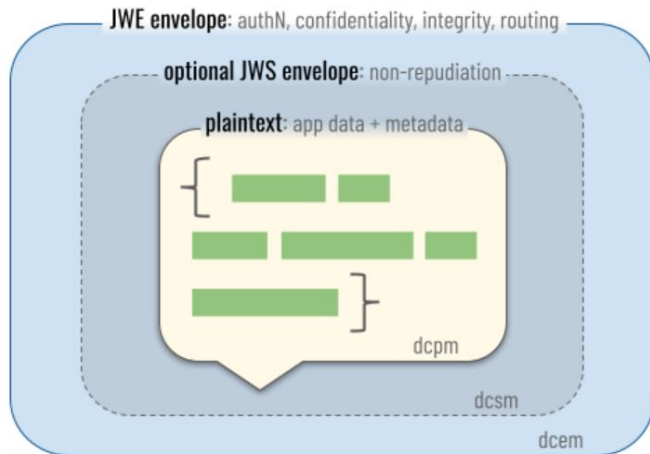 JWE envelope: authN, confidentiality, integrity, routing
optional JWS envelope: non-repudiation
plaintext: app data + metadata
{
}
dcpm
dcsm
dcem